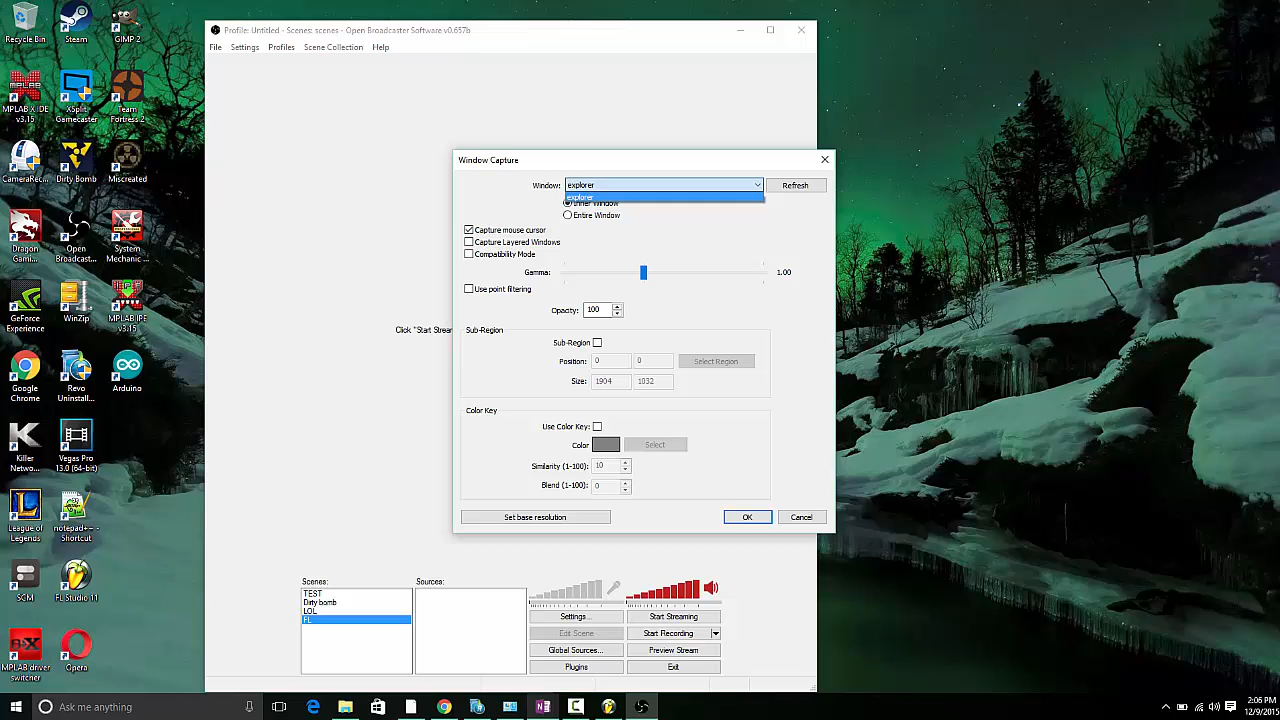 Recycle Bin
Steam
GIMP 2
MPLAB X IDE v3.15
XSplit Gamecaster
Team Fortress 2
CameraRec...
Dirty Bomb
Miscreated
Dragon Gami...
Open Broadcast...
System Mechanic
GeForce Experience
WinZip
MPLAB IPE v3.15
Google Chrome
Revo Uninstall...
Arduino
Killer Netwo...
Vegas Pro 13.0 (64-bit)
League of Legends
notepad++ - Shortcut
SCM
FL Studio 11
MPLAB driver switcher
Opera
Profile: Untitled - Scenes: scenes - Open Broadcaster Software v0.657b
File Settings Profiles Scene Collection Help
Click "Start Stream
Window Capture
Window: explorer Refresh
explorer
Inner Window
Entire Window
Capture mouse cursor
Capture Layered Windows
Compatibility Mode
Gamma: 1.00
Use point filtering
Opacity: 100
Sub-Region
Sub-Region
Position: 0 0 Select Region
Size: 1904 1032
Color Key
Use Color Key:
Color Select
Similarity (1-100): 10
Blend (1-100): 0
Set base resolution OK Cancel
Scenes: Sources:
TEST
Dirty bomb
LOL
FL
Settings... Start Streaming
Edit Scene Start Recording
Global Sources... Preview Stream
Plugins Exit
Ask me anything
2:06 PM
12/9/2015